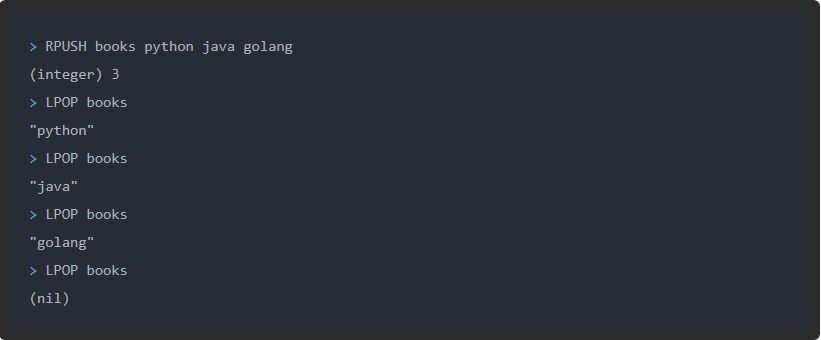 > RPUSH books python java golang
(integer) 3
> LPOP books
"python"
> LPOP books
"java"
> LPOP books
"golang"
> LPOP books
(nil)